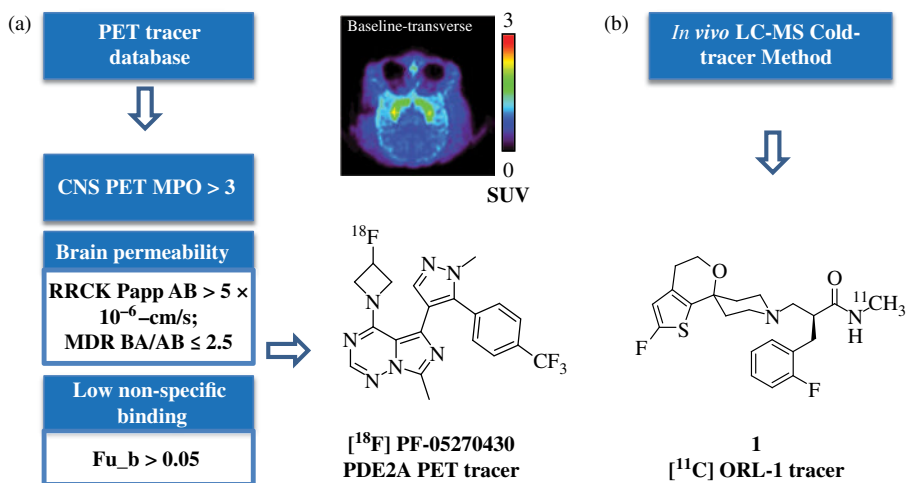 (a)
PET tracer
database
CNS PET MPO > 3
Brain permeability
RRCK Papp AB > 5 ×
10⁻⁶–cm/s;
MDR BA/AB ≤ 2.5
Low non-specific
binding
Fu_b > 0.05
Baseline-transverse
3
0
SUV
¹⁸F
N
N
N
N
N
N
N
N
CF₃
[¹⁸F] PF-05270430
PDE2A PET tracer
(b)
In vivo LC-MS Cold-
tracer Method
O
O
¹¹CH₃
N
N
H
S
F
F
1
[¹¹C] ORL-1 tracer